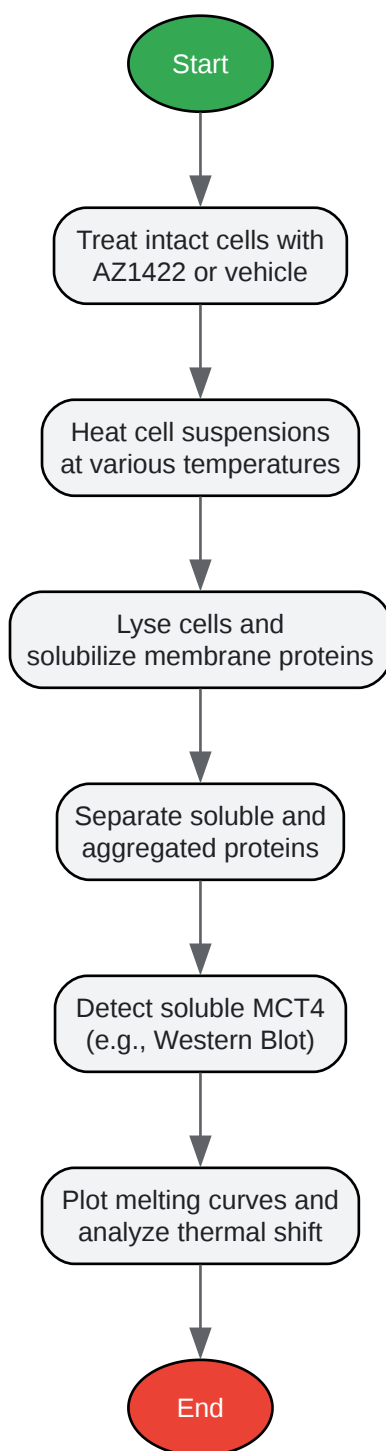 Start
Treat intact cells with
AZ1422 or vehicle
Heat cell suspensions
at various temperatures
Lyse cells and
solubilize membrane proteins
Separate soluble and
aggregated proteins
Detect soluble MCT4
(e.g., Western Blot)
Plot melting curves and
analyze thermal shift
End